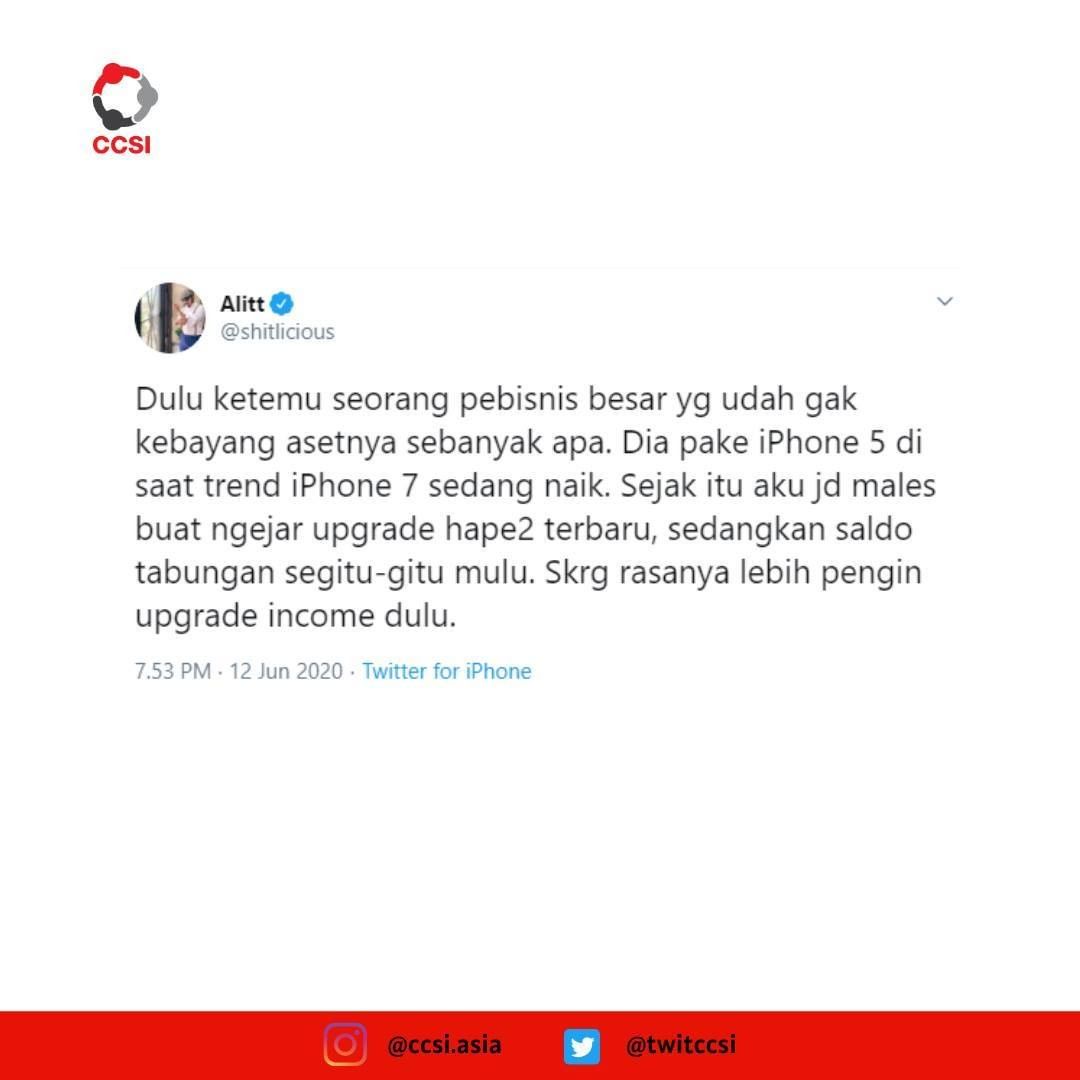 CCSI
Alitt
@shitlicious
Dulu ketemu seorang pebisnis besar yg udah gak
kebayang asetnya sebanyak apa. Dia pake iPhone 5 di
saat trend iPhone 7 sedang naik. Sejak itu aku jd males
buat ngejar upgrade hape2 terbaru, sedangkan saldo
tabungan segitu-gitu mulu. Skrg rasanya lebih pengin
upgrade income dulu.
7.53 PM · 12 Jun 2020 · Twitter for iPhone
@ccsi.asia @twitccsi